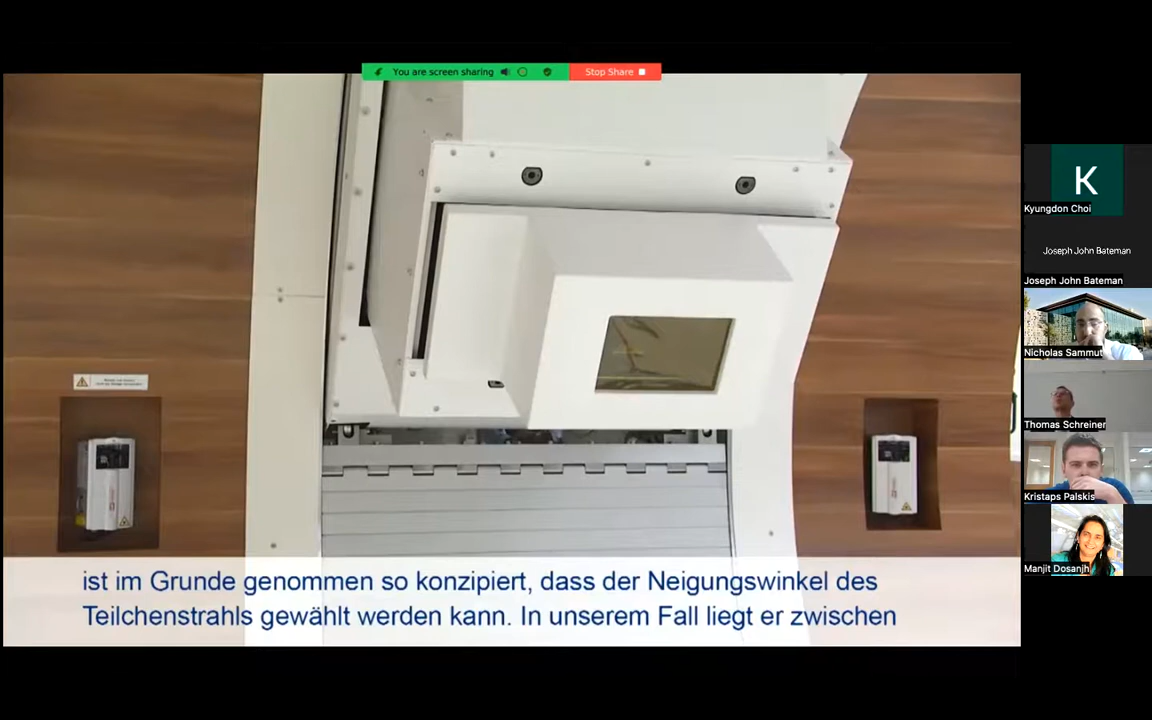 You are screen sharing
Stop Share
K
Kyungdon Choi
Joseph John Bateman
Joseph John Bateman
Nicholas Sammut
Thomas Schreiner
Kristaps Palskis
Manjit Dosanjh
ist im Grunde genommen so konzipiert, dass der Neigungswinkel des
Teilchenstrahls gewählt werden kann. In unserem Fall liegt er zwischen